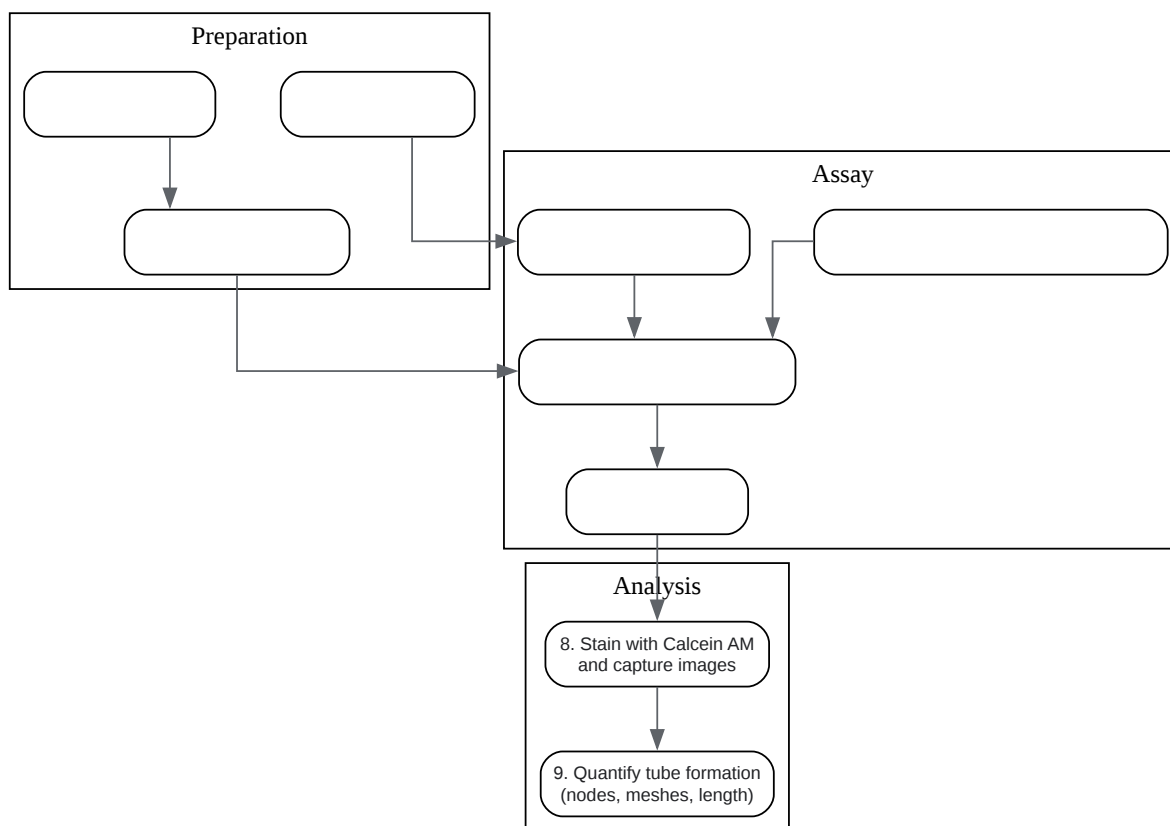 Preparation
Assay
Analysis
8. Stain with Calcein AM
and capture images
9. Quantify tube formation
(nodes, meshes, length)